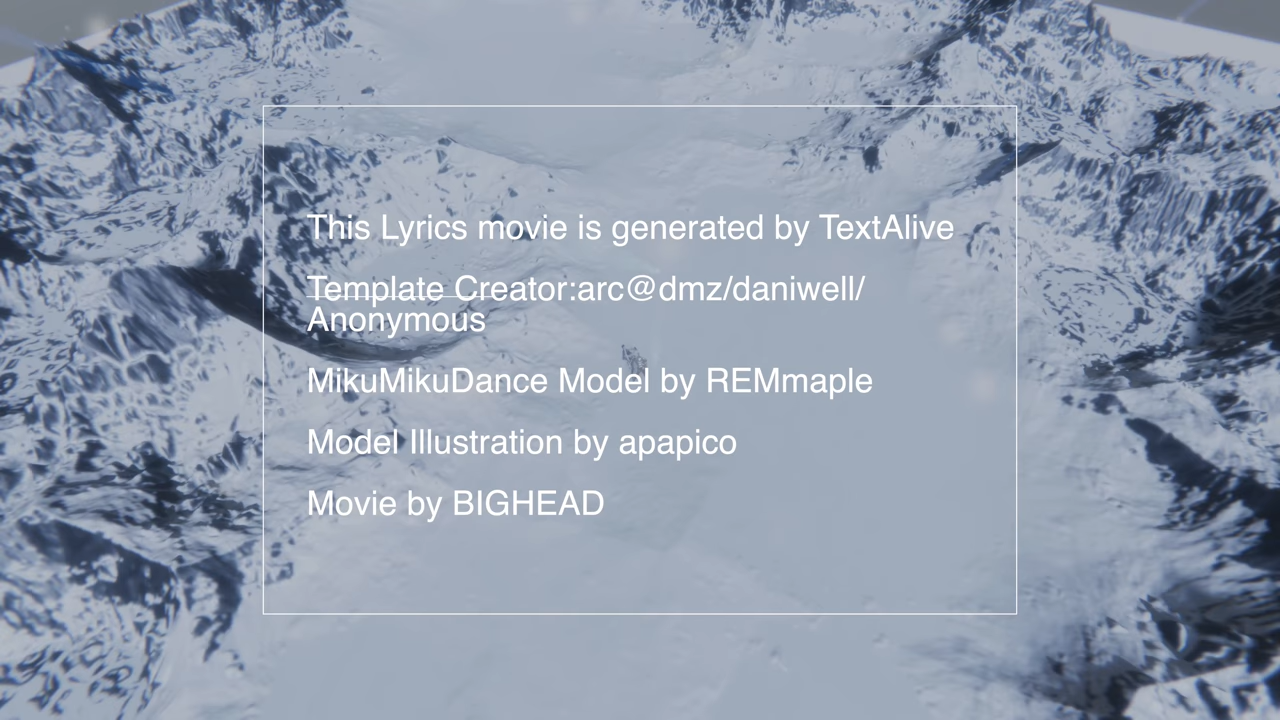 This Lyrics movie is generated by TextAlive
Template Creator:arc@dmz/daniwell/
Anonymous
MikuMikuDance Model by REMmaple
Model Illustration by apapico
Movie by BIGHEAD